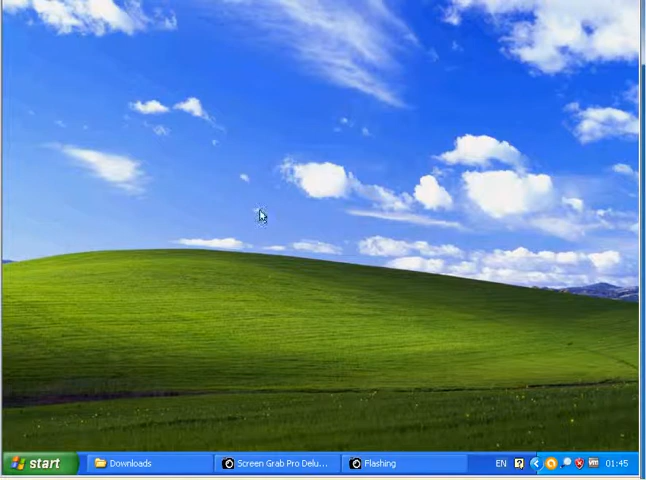 start
Downloads
Screen Grab Pro Delu...
Flashing
EN
01:45